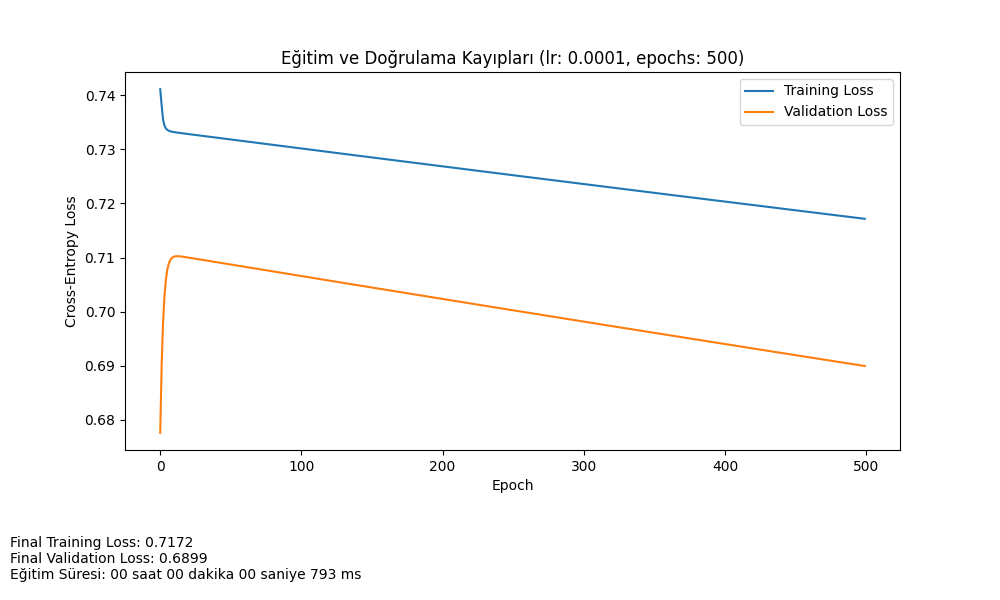 Eğitim ve Doğrulama Kayıpları (lr: 0.0001, epochs: 500)
Training Loss
Validation Loss
0.74
0.73
0.72
0.71
0.70
0.69
0.68
Cross-Entropy Loss
0 100 200 300 400 500
Epoch
Final Training Loss: 0.7172
Final Validation Loss: 0.6899
Eğitim Süresi: 00 saat 00 dakika 00 saniye 793 ms